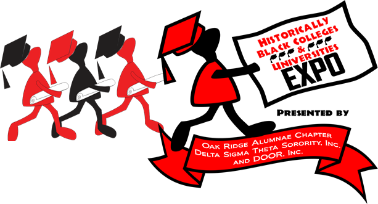 Historically
Black Colleges
&
Universities
EXPO
Presented by
Oak Ridge Alumnae Chapter
Delta Sigma Theta Sorority, Inc.
and DOOR, Inc.